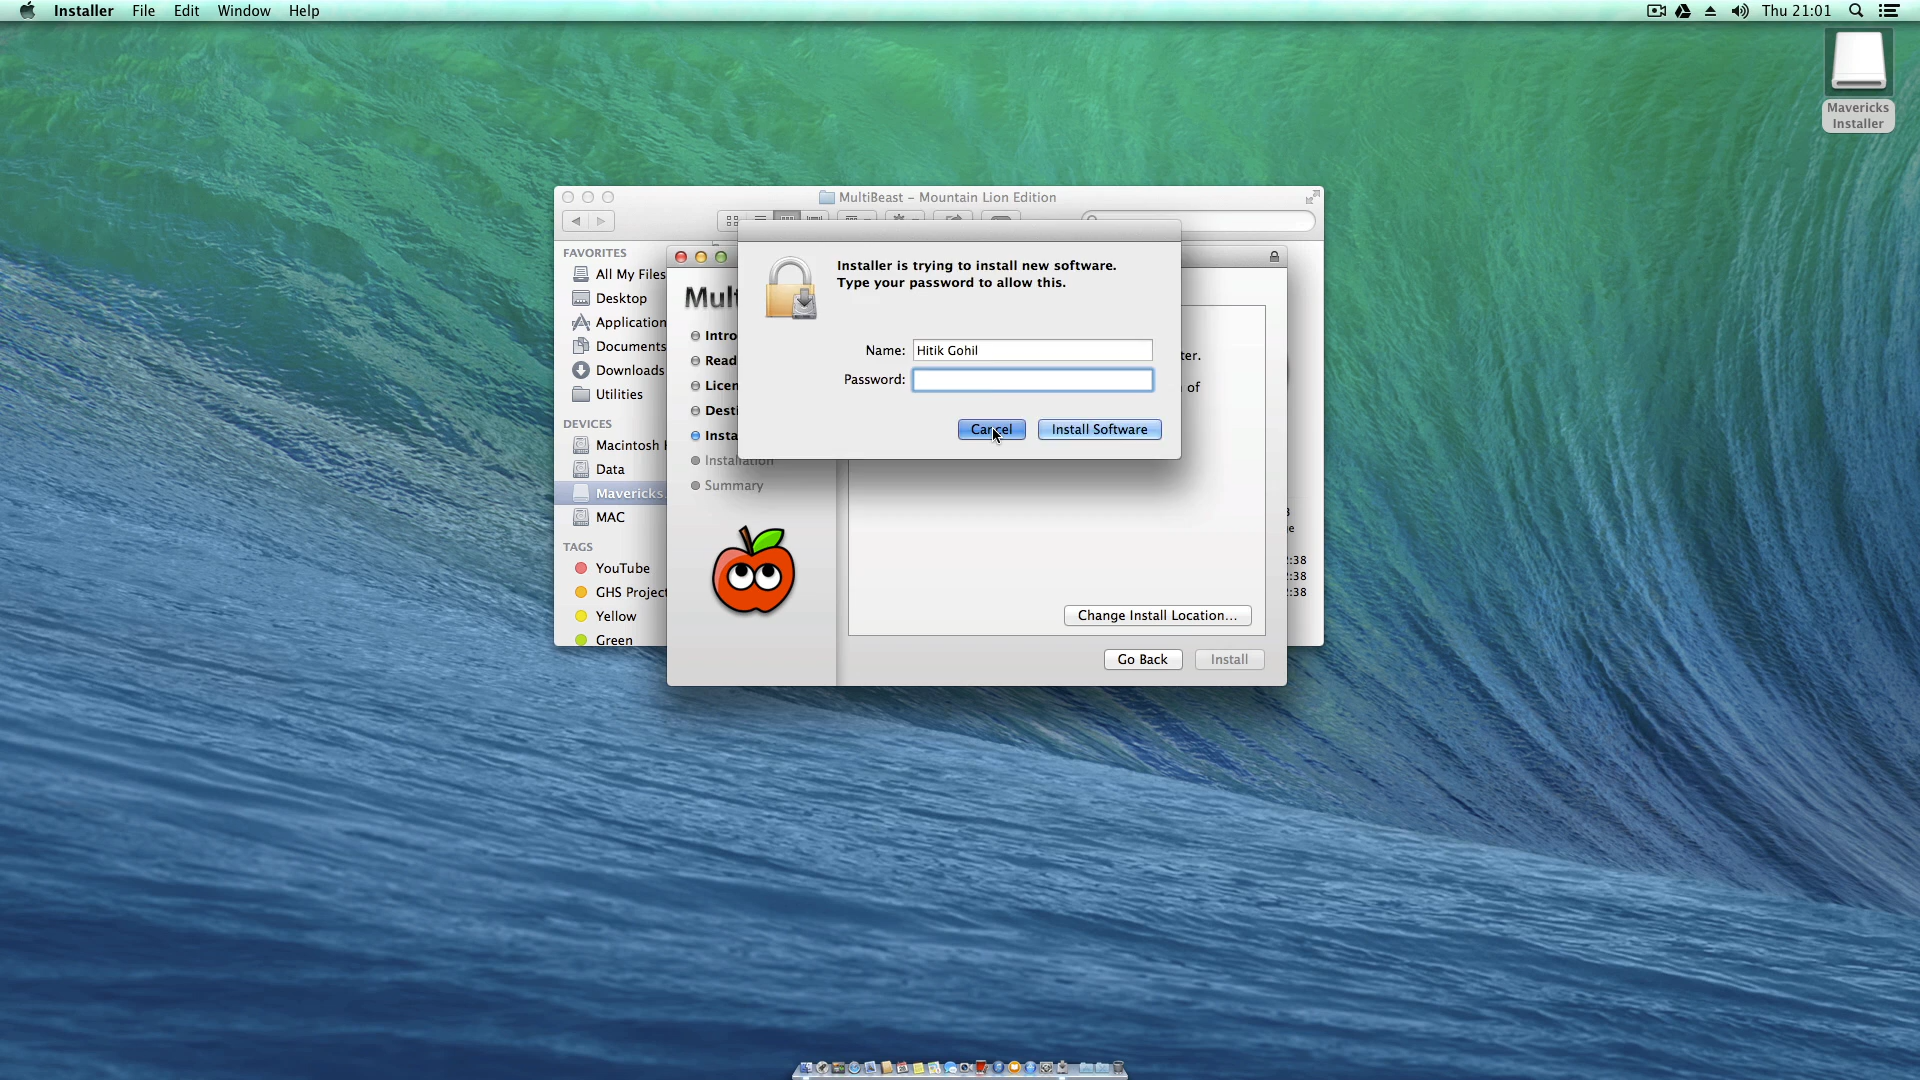 Installer File Edit Window Help Thu 21:01
Mavericks
Installer
MultiBeast – Mountain Lion Edition
FAVORITES
All My Files
Desktop
Application
Documents
Downloads
Utilities
DEVICES
Macintosh H
Data
Mavericks
MAC
TAGS
YouTube
GHS Project
Yellow
Green
Mult
Intro
Read
Licen
Desti
Insta
Installation
Summary
Installer is trying to install new software.
Type your password to allow this.
Name: Hitik Gohil
Password:
Cancel Install Software
ter.
of
:38
:38
:38
Change Install Location...
Go Back Install